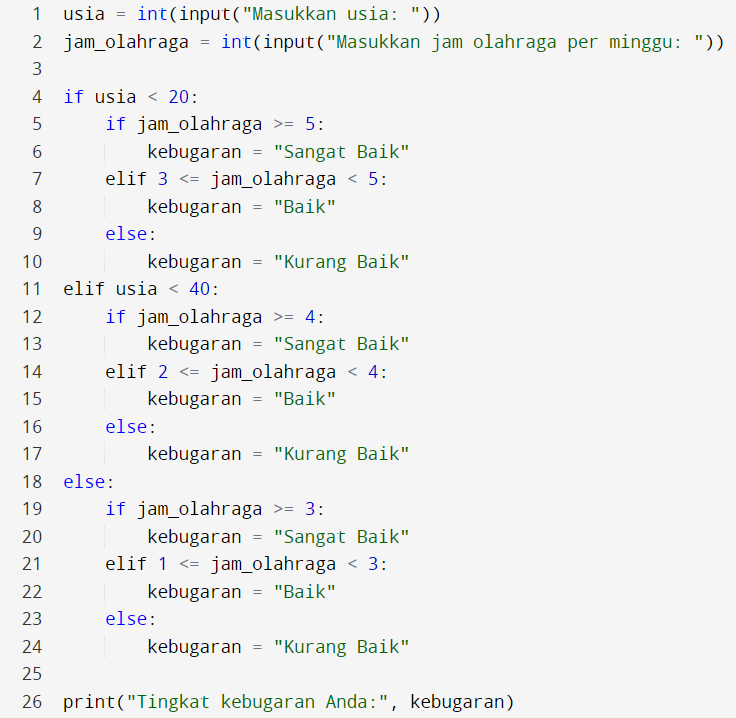 1 usia = int(input("Masukkan usia: "))
2 jam_olahraga = int(input("Masukkan jam olahraga per minggu: "))
3
4 if usia < 20:
5     if jam_olahraga >= 5:
6         kebugaran = "Sangat Baik"
7     elif 3 <= jam_olahraga < 5:
8         kebugaran = "Baik"
9     else:
10         kebugaran = "Kurang Baik"
11 elif usia < 40:
12     if jam_olahraga >= 4:
13         kebugaran = "Sangat Baik"
14     elif 2 <= jam_olahraga < 4:
15         kebugaran = "Baik"
16     else:
17         kebugaran = "Kurang Baik"
18 else:
19     if jam_olahraga >= 3:
20         kebugaran = "Sangat Baik"
21     elif 1 <= jam_olahraga < 3:
22         kebugaran = "Baik"
23     else:
24         kebugaran = "Kurang Baik"
25
26 print("Tingkat kebugaran Anda:", kebugaran)